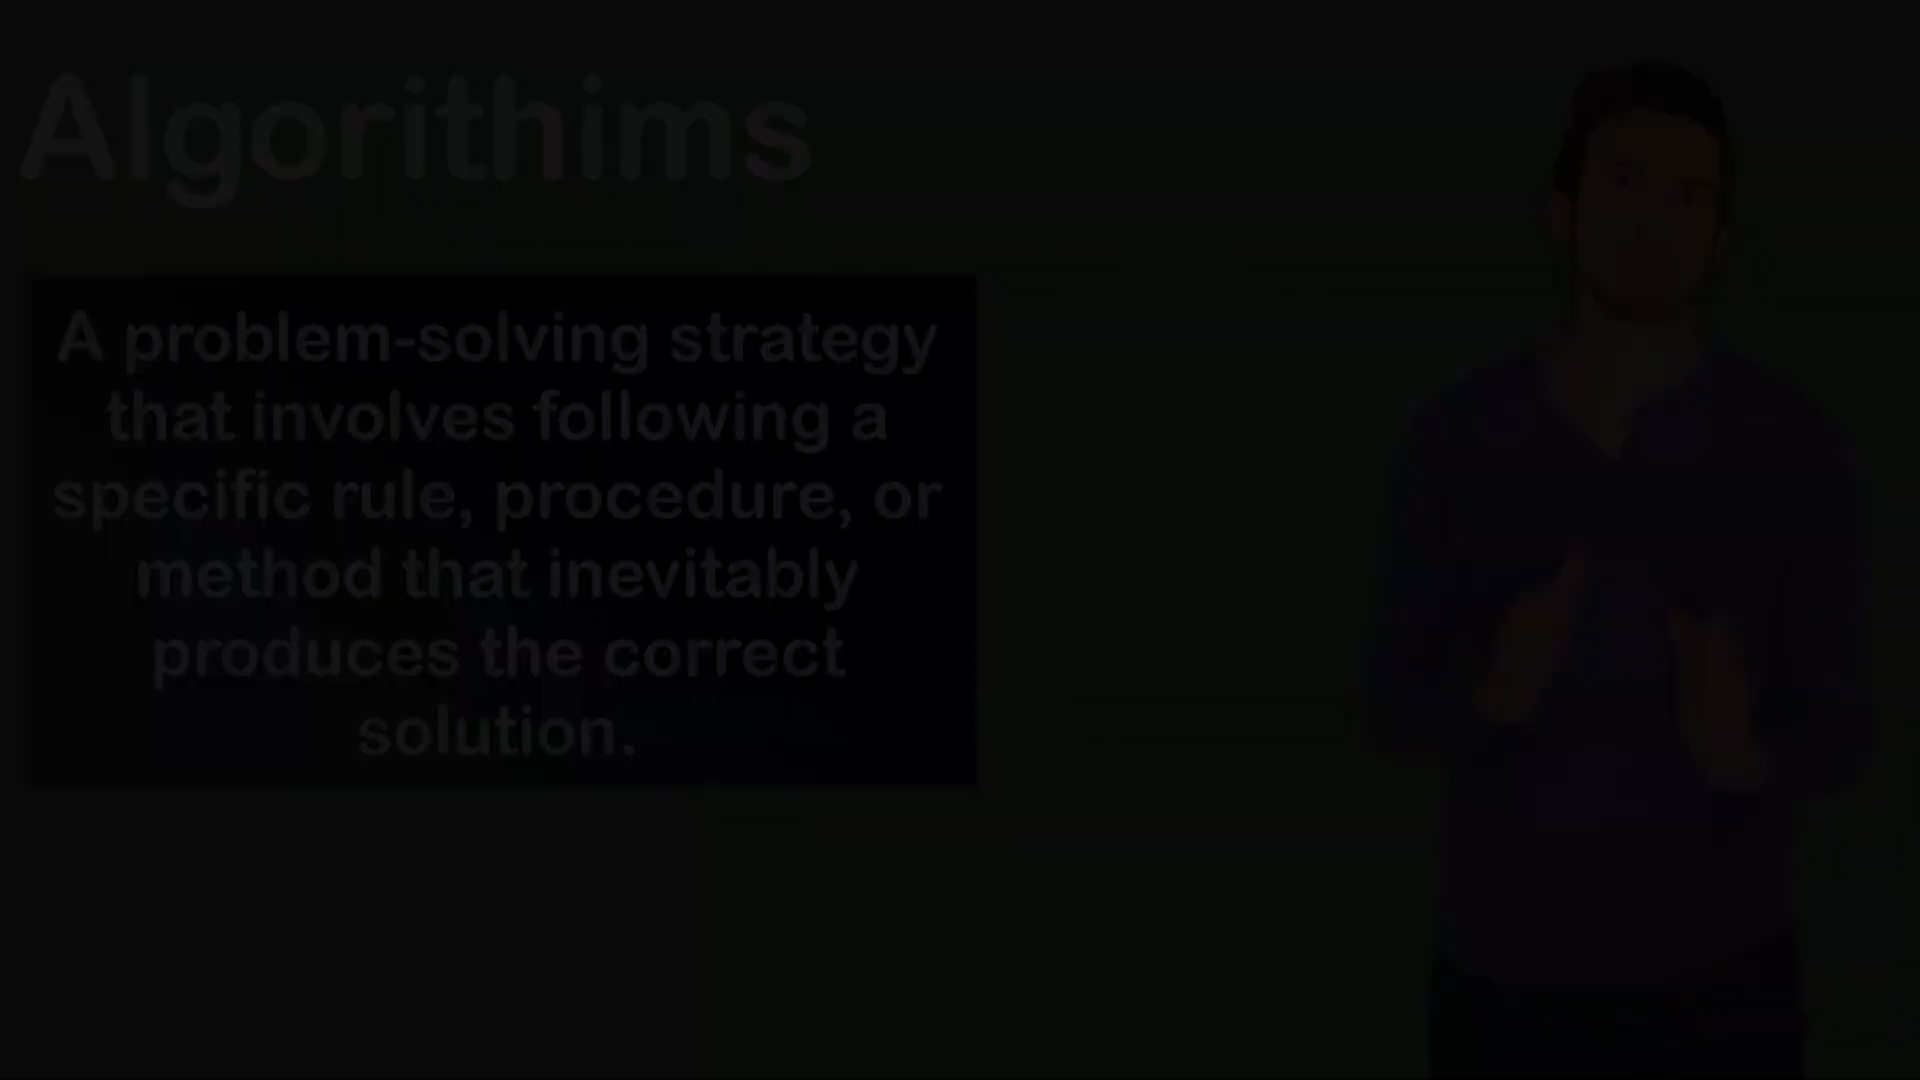 Algorithims
A problem-solving strategy
that involves following a
specific rule, procedure, or
method that inevitably
produces the correct
solution.